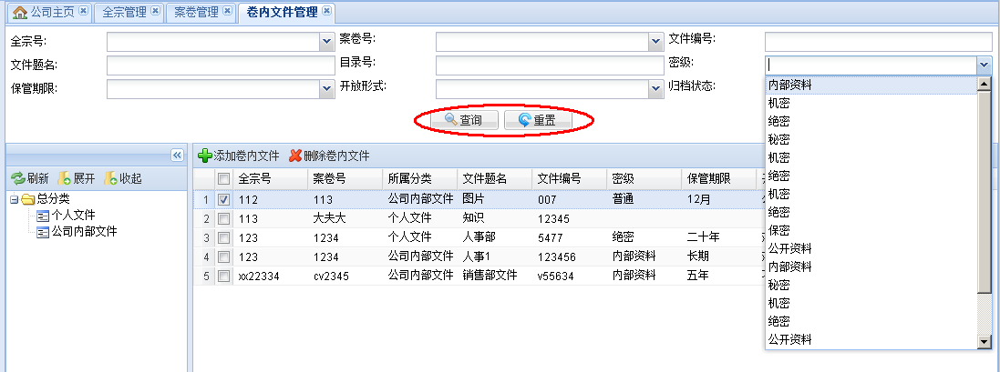 公司主页 全宗管理 案卷管理 卷内文件管理
全宗号: 案卷号: 文件编号:
文件题名: 目录号: 密级:
保管期限: 开放形式: 归档状态:
查询 重置
内部资料
机密
绝密
秘密
机密
绝密
机密
绝密
保密
公开资料
内部资料
秘密
机密
绝密
公开资料
刷新 展开 收起
总分类
个人文件
公司内部文件
添加卷内文件 删除卷内文件
全宗号 案卷号 所属分类 文件题名 文件编号 密级 保管期限
1 112 113 公司内部文件 图片 007 普通 12月
2 113 大夫大 个人文件 知识 12345
3 123 1234 个人文件 人事部 5477 绝密 二十年
4 123 1234 公司内部文件 人事1 123456 内部资料 长期
5 xx22334 cv2345 公司内部文件 销售部文件 v55634 内部资料 五年